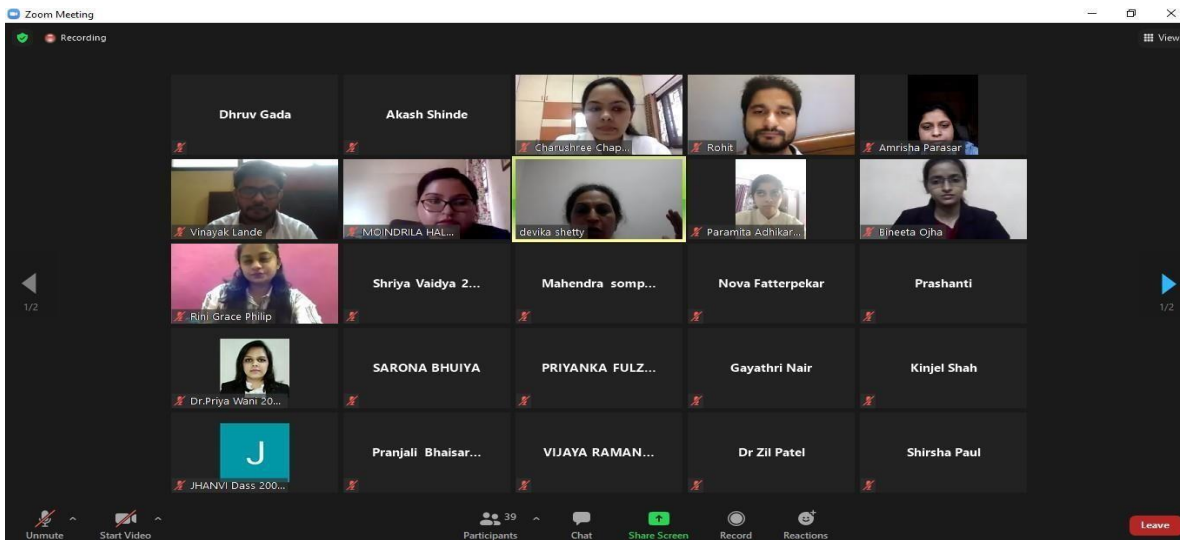 Zoom Meeting
Recording
View
Dhruv Gada
Akash Shinde
Charushree Chap...
Rohit
Amrisha Parasar
Vinayak Lande
MOINDRILA HAL...
devika shetty
Paramita Adhikar...
Bineeta Ojha
Rini Grace Philip
Shriya Vaidya 2...
Mahendra somp...
Nova Fatterpekar
Prashanti
1/2
1/2
Dr.Priya Wani 20...
SARONA BHUIYA
PRIYANKA FULZ...
Gayathri Nair
Kinjel Shah
J
JHANVI Dass 200...
Pranjali Bhaisar...
VIJAYA RAMAN...
Dr Zil Patel
Shirsha Paul
Unmute
Start Video
39
Participants
Chat
Share Screen
Record
Reactions
Leave